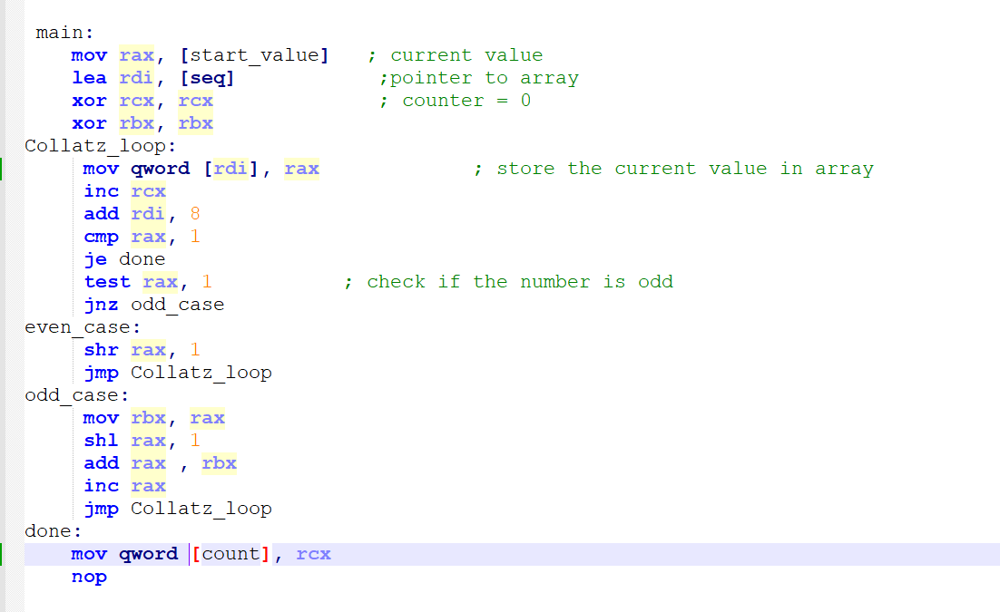 main:
mov rax, [start_value] ; current value
lea rdi, [seq] ;pointer to array
xor rcx, rcx ; counter = 0
xor rbx, rbx
Collatz_loop:
mov qword [rdi], rax ; store the current value in array
inc rcx
add rdi, 8
cmp rax, 1
je done
test rax, 1 ; check if the number is odd
jnz odd_case
even_case:
shr rax, 1
jmp Collatz_loop
odd_case:
mov rbx, rax
shl rax, 1
add rax , rbx
inc rax
jmp Collatz_loop
done:
mov qword [count], rcx
nop